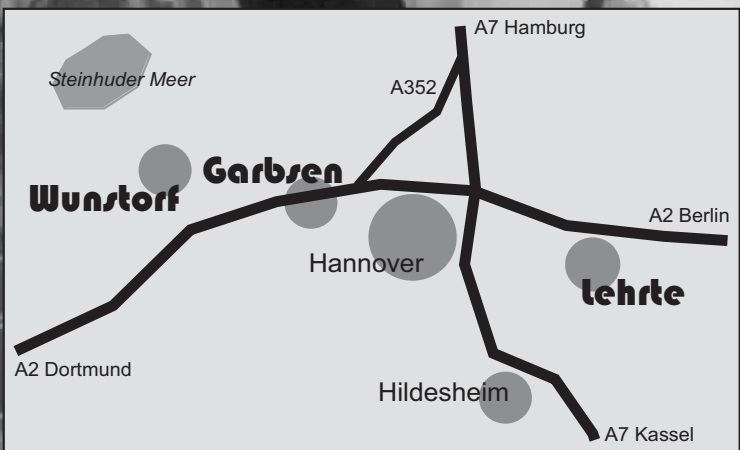 A7 Hamburg
Steinhuder Meer
A352
Garbsen
Wunstorf
A2 Berlin
Hannover
Lehrte
A2 Dortmund
Hildesheim
A7 Kassel